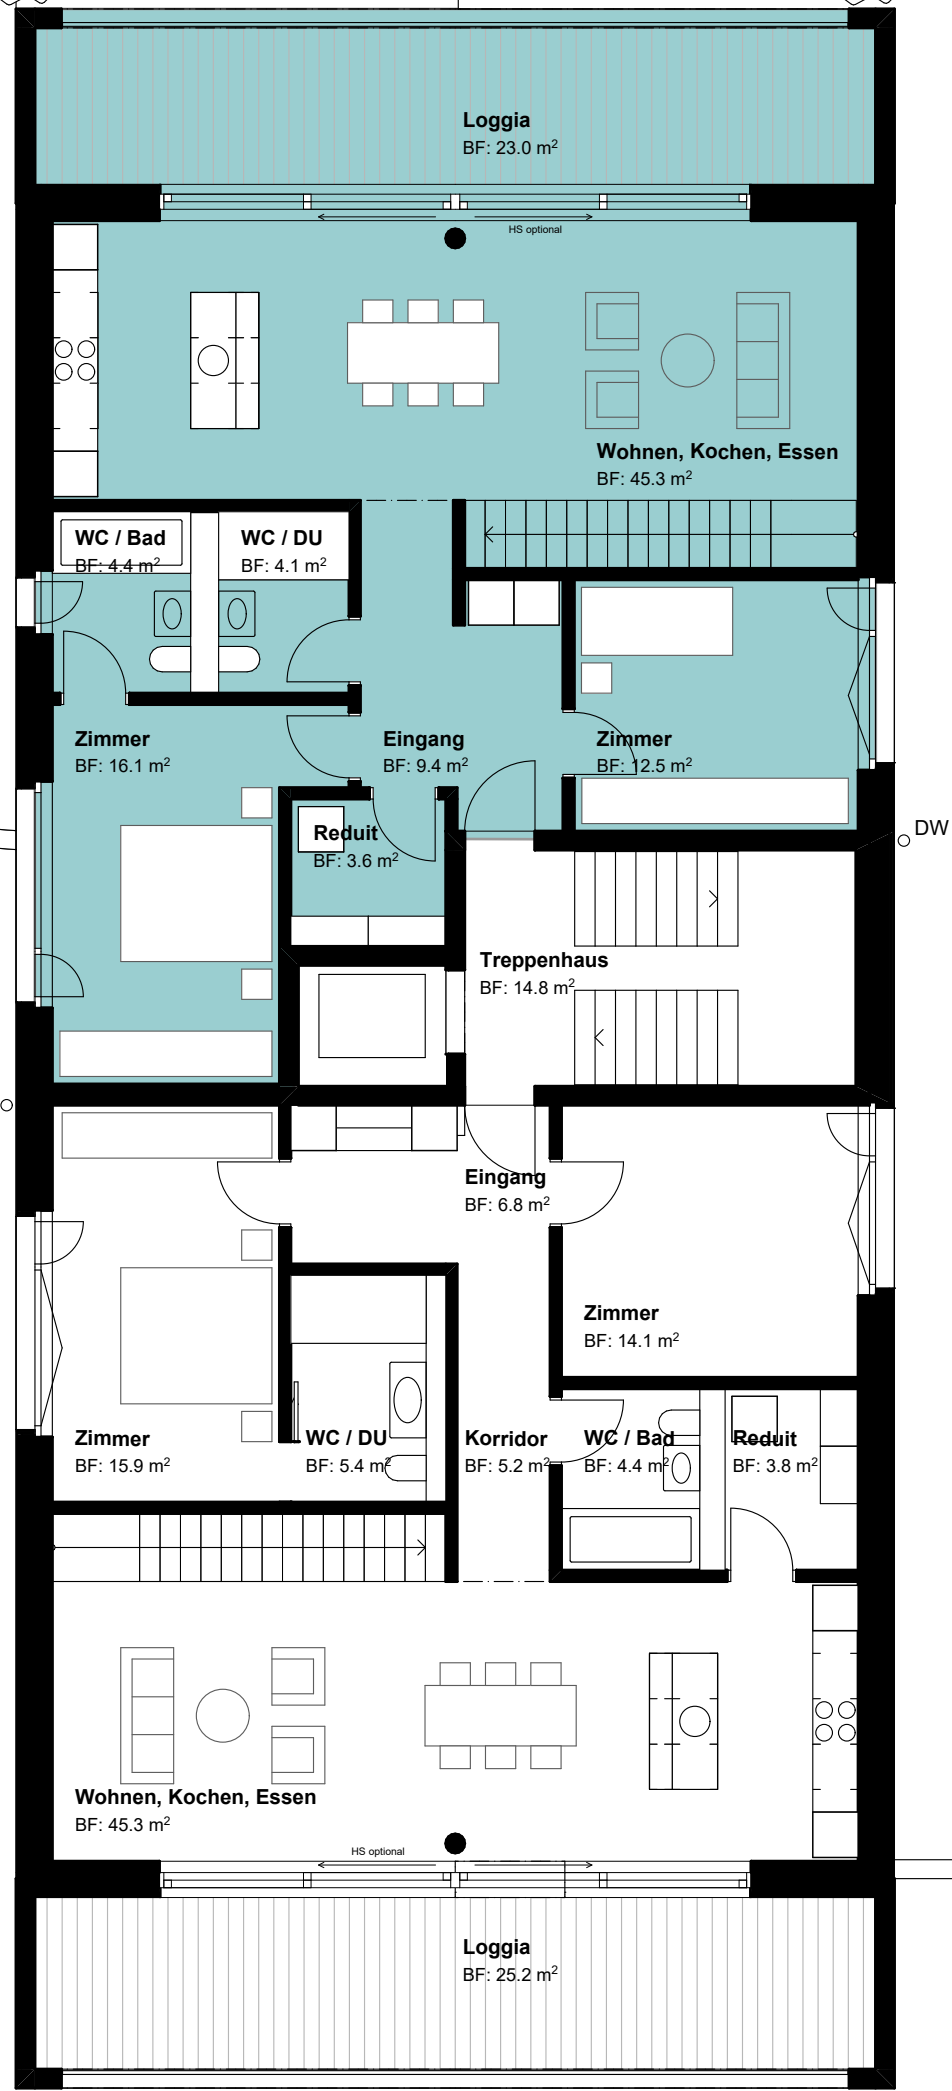 Loggia
BF: 23.0 m²
HS optional
Wohnen, Kochen, Essen
BF: 45.3 m²
WC / Bad
BF: 4.4 m²
WC / DU
BF: 4.1 m²
Zimmer
BF: 16.1 m²
Eingang
BF: 9.4 m²
Zimmer
BF: 12.5 m²
Reduit
BF: 3.6 m²
DW
Treppenhaus
BF: 14.8 m²
Eingang
BF: 6.8 m²
Zimmer
BF: 14.1 m²
Zimmer
BF: 15.9 m²
WC / DU
BF: 5.4 m²
Korridor
BF: 5.2 m²
WC / Bad
BF: 4.4 m²
Reduit
BF: 3.8 m²
Wohnen, Kochen, Essen
BF: 45.3 m²
HS optional
Loggia
BF: 25.2 m²